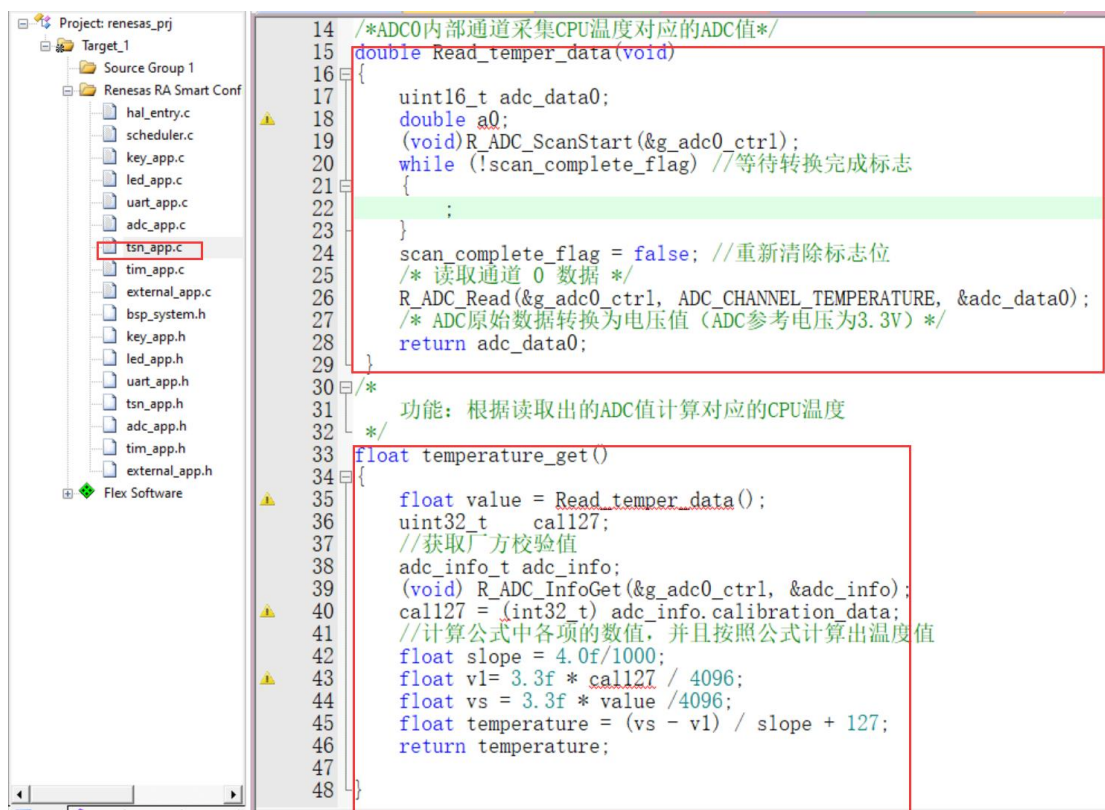 Project: renesas_prj
Target_1
Source Group 1
Renesas RA Smart Conf
hal_entry.c
scheduler.c
key_app.c
led_app.c
uart_app.c
adc_app.c
tsn_app.c
tim_app.c
external_app.c
bsp_system.h
key_app.h
led_app.h
uart_app.h
tsn_app.h
adc_app.h
tim_app.h
external_app.h
Flex Software
14 /*ADC0内部通道采集CPU温度对应的ADC值*/
15 double Read_temper_data(void)
16 {
17 uint16_t adc_data0;
18 double a0;
19 (void)R_ADC_ScanStart(&g_adc0_ctrl);
20 while (!scan_complete_flag) //等待转换完成标志
21 {
22 ;
23 }
24 scan_complete_flag = false; //重新清除标志位
25 /* 读取通道 0 数据 */
26 R_ADC_Read(&g_adc0_ctrl, ADC_CHANNEL_TEMPERATURE, &adc_data0);
27 /* ADC原始数据转换为电压值（ADC参考电压为3.3V）*/
28 return adc_data0;
29 }
30 /*
31 功能：根据读取出的ADC值计算对应的CPU温度
32 */
33 float temperature_get()
34 {
35 float value = Read_temper_data();
36 uint32_t cal127;
37 //获取厂方校验值
38 adc_info_t adc_info;
39 (void) R_ADC_InfoGet(&g_adc0_ctrl, &adc_info);
40 cal127 = (int32_t) adc_info.calibration_data;
41 //计算公式中各项的数值，并且按照公式计算出温度值
42 float slope = 4.0f/1000;
43 float v1= 3.3f * cal127 / 4096;
44 float vs = 3.3f * value /4096;
45 float temperature = (vs - v1) / slope + 127;
46 return temperature;
47
48 }